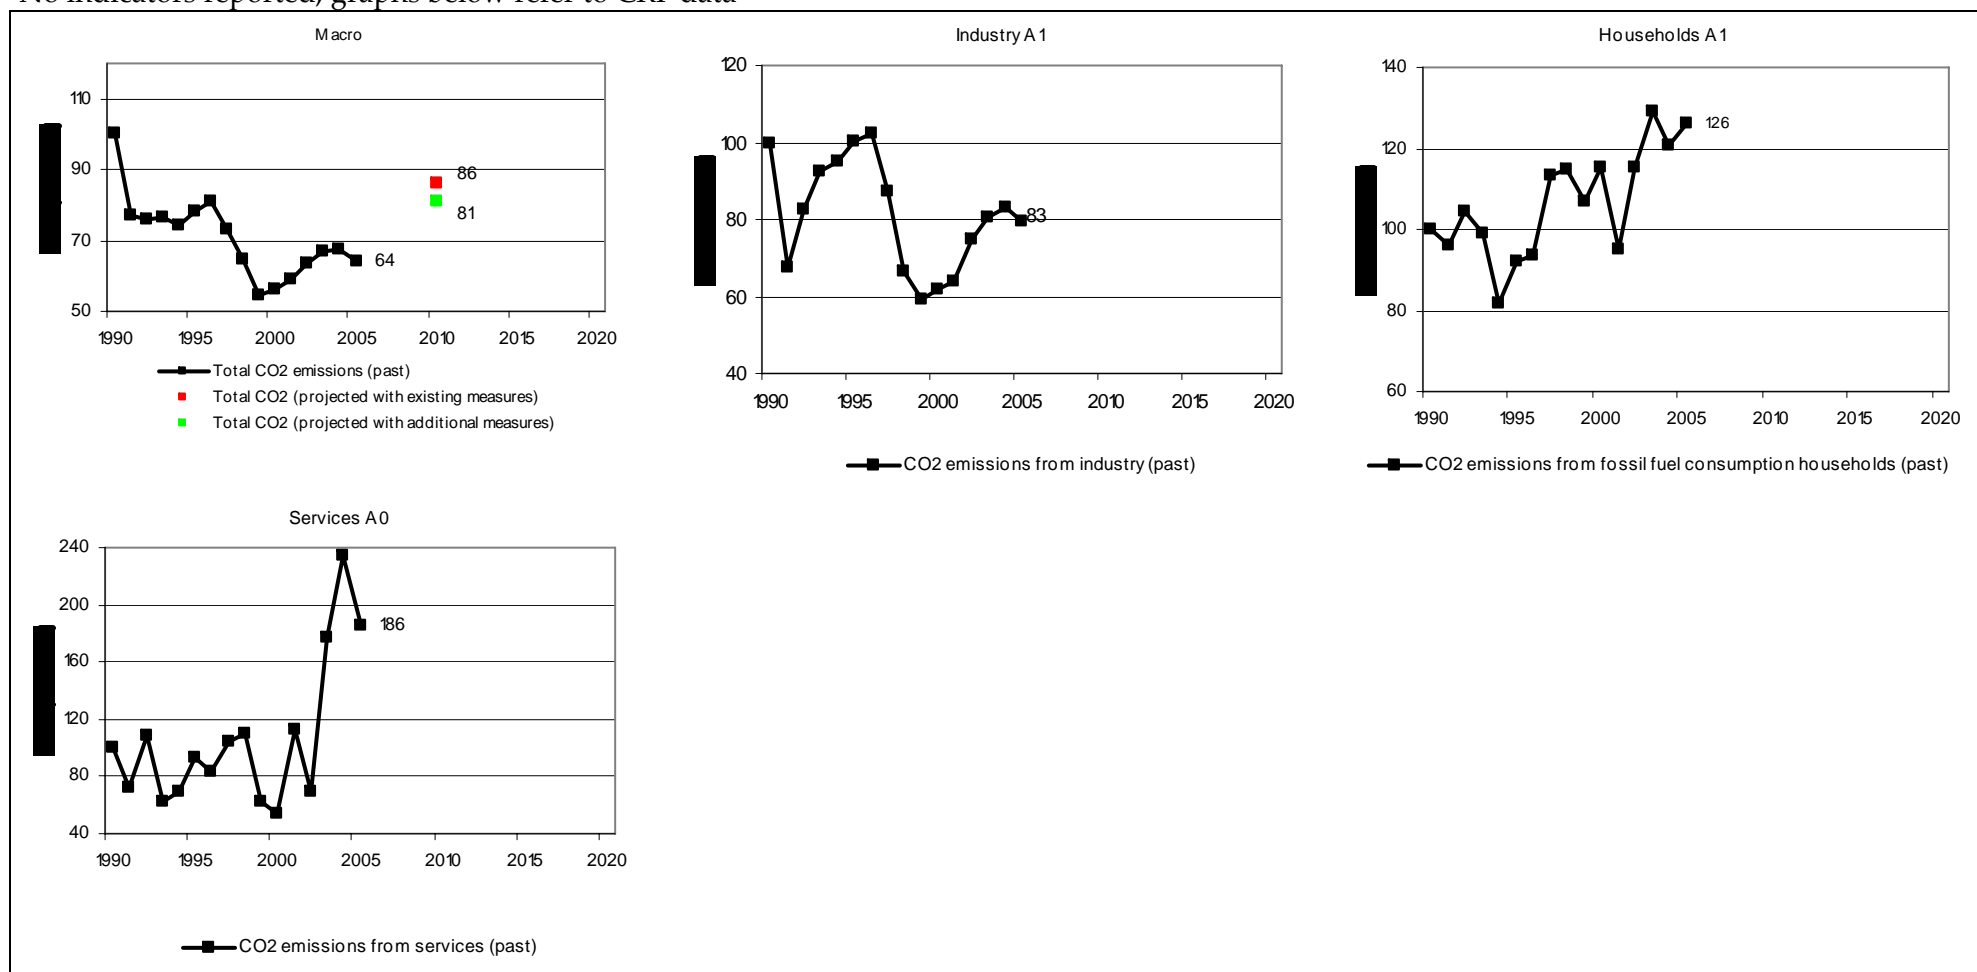 No indicators reported, graphs below refer to CRF data
Macro
110
90
70
50
86
81
64
1990 1995 2000 2005 2010 2015 2020
Total CO2 emissions (past)
Total CO2 (projected with existing measures)
Total CO2 (projected with additional measures)
Industry A1
120
100
80
60
40
83
1990 1995 2000 2005 2010 2015 2020
CO2 emissions from industry (past)
Households A1
140
120
100
80
60
126
1990 1995 2000 2005 2010 2015 2020
CO2 emissions from fossil fuel consumption households (past)
Services A0
240
200
160
120
80
40
186
1990 1995 2000 2005 2010 2015 2020
CO2 emissions from services (past)